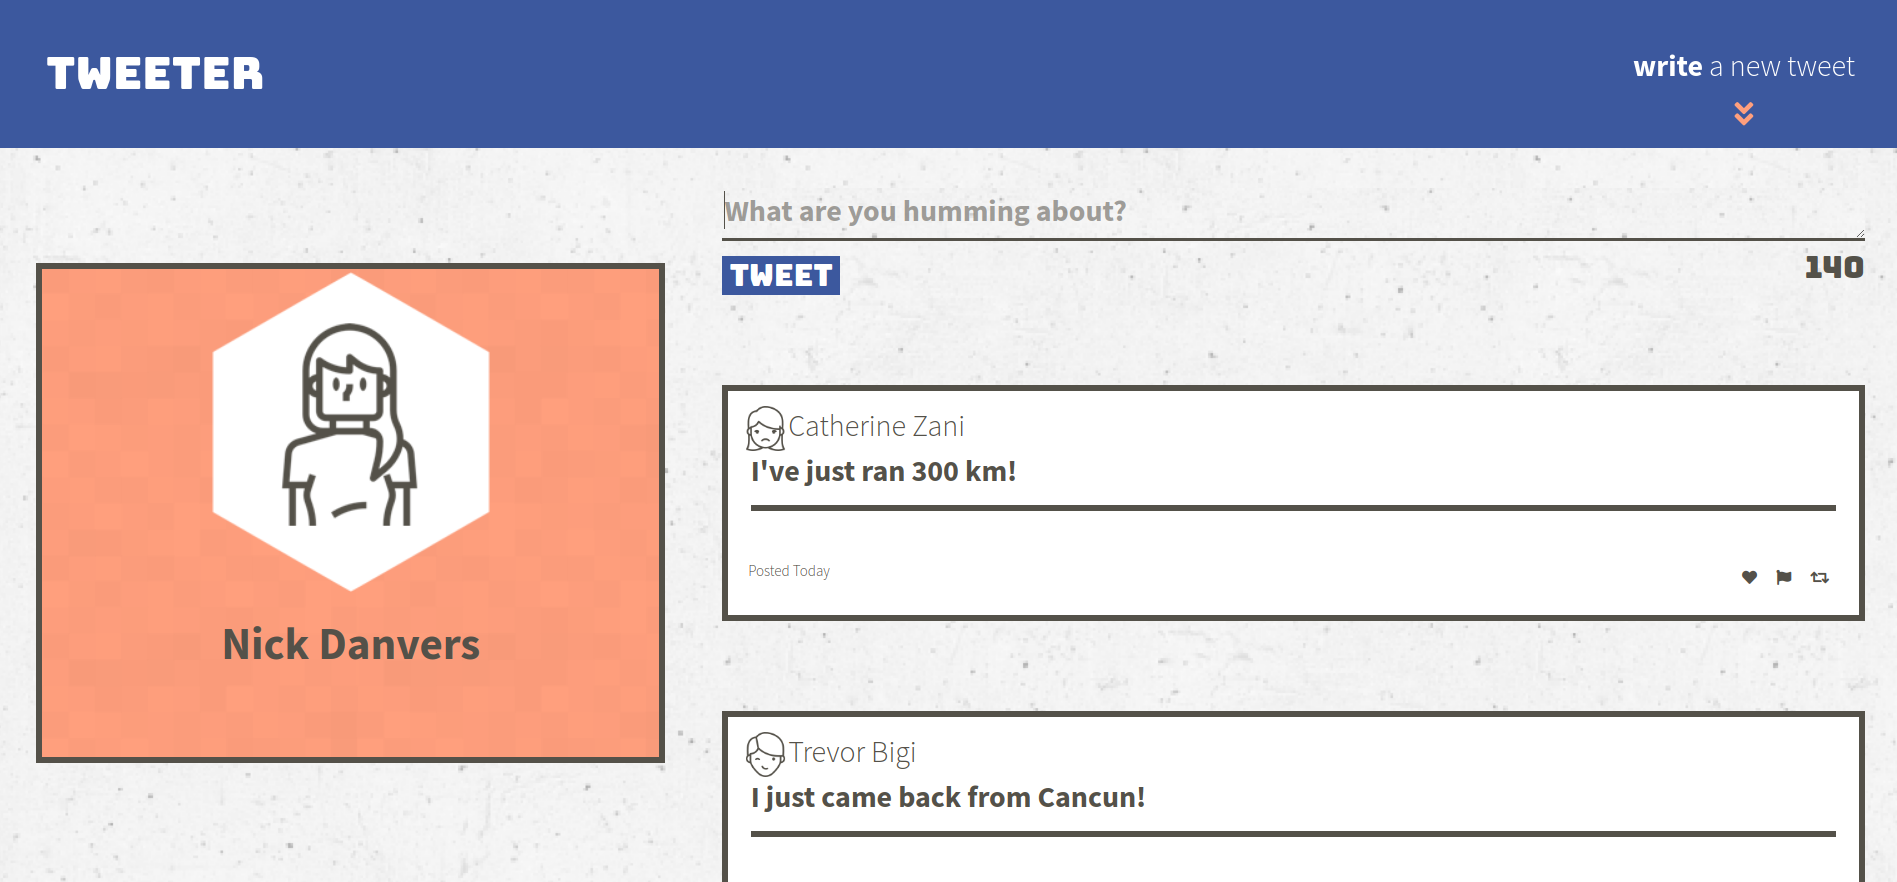 TWEETER
write a new tweet
What are you humming about?
TWEET
140
Nick Danvers
Catherine Zani
I've just ran 300 km!
Posted Today
Trevor Bigi
I just came back from Cancun!